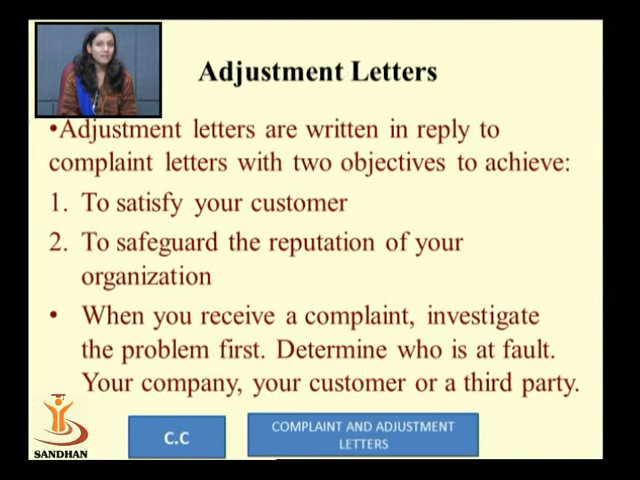 Adjustment Letters
•Adjustment letters are written in reply to
complaint letters with two objectives to achieve:
1. To satisfy your customer
2. To safeguard the reputation of your
organization
• When you receive a complaint, investigate
the problem first. Determine who is at fault.
Your company, your customer or a third party.
SANDHAN
C.C
COMPLAINT AND ADJUSTMENT
LETTERS